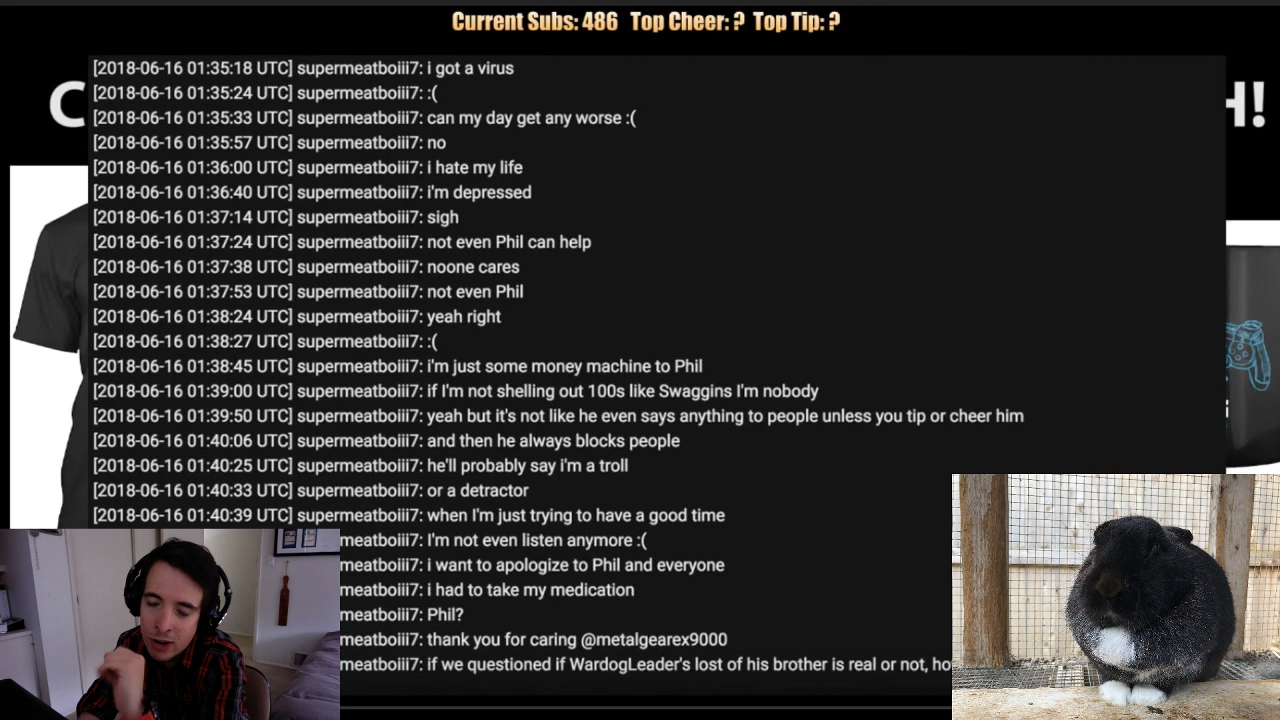 Current Subs: 486 Top Cheer: ? Top Tip: ?
C
H!
[2018-06-16 01:35:18 UTC] supermeatboiii7: i got a virus
[2018-06-16 01:35:24 UTC] supermeatboiii7: :(
[2018-06-16 01:35:33 UTC] supermeatboiii7: can my day get any worse :(
[2018-06-16 01:35:57 UTC] supermeatboiii7: no
[2018-06-16 01:36:00 UTC] supermeatboiii7: i hate my life
[2018-06-16 01:36:40 UTC] supermeatboiii7: i'm depressed
[2018-06-16 01:37:14 UTC] supermeatboiii7: sigh
[2018-06-16 01:37:24 UTC] supermeatboiii7: not even Phil can help
[2018-06-16 01:37:38 UTC] supermeatboiii7: noone cares
[2018-06-16 01:37:53 UTC] supermeatboiii7: not even Phil
[2018-06-16 01:38:24 UTC] supermeatboiii7: yeah right
[2018-06-16 01:38:27 UTC] supermeatboiii7: :(
[2018-06-16 01:38:45 UTC] supermeatboiii7: i'm just some money machine to Phil
[2018-06-16 01:39:00 UTC] supermeatboiii7: if I'm not shelling out 100s like Swaggins I'm nobody
[2018-06-16 01:39:50 UTC] supermeatboiii7: yeah but it's not like he even says anything to people unless you tip or cheer him
[2018-06-16 01:40:06 UTC] supermeatboiii7: and then he always blocks people
[2018-06-16 01:40:25 UTC] supermeatboiii7: he'll probably say i'm a troll
[2018-06-16 01:40:33 UTC] supermeatboiii7: or a detractor
[2018-06-16 01:40:39 UTC] supermeatboiii7: when I'm just trying to have a good time
meatboiii7: I'm not even listen anymore :(
meatboiii7: i want to apologize to Phil and everyone
meatboiii7: i had to take my medication
meatboiii7: Phil?
meatboiii7: thank you for caring @metalgearex9000
meatboiii7: if we questioned if WardogLeader's lost of his brother is real or not, ho